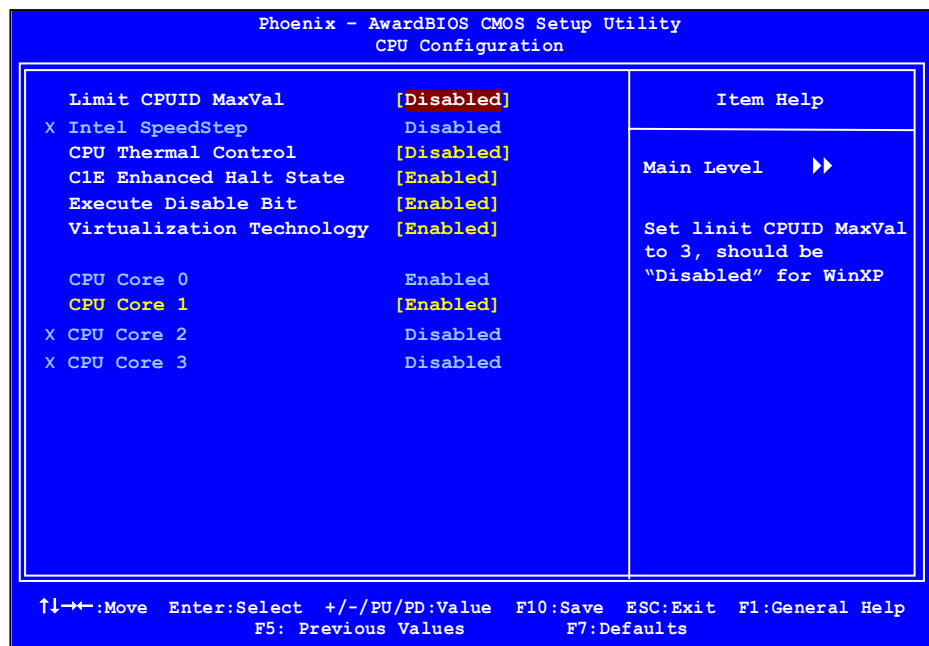 Phoenix – AwardBIOS CMOS Setup Utility
CPU Configuration
Limit CPUID MaxVal [Disabled]
X Intel SpeedStep Disabled
CPU Thermal Control [Disabled]
C1E Enhanced Halt State [Enabled]
Execute Disable Bit [Enabled]
Virtualization Technology [Enabled]
CPU Core 0 Enabled
CPU Core 1 [Enabled]
X CPU Core 2 Disabled
X CPU Core 3 Disabled
Item Help
Main Level
Set linit CPUID MaxVal
to 3, should be
“Disabled” for WinXP
↑↓→←:Move Enter:Select +/-/PU/PD:Value F10:Save ESC:Exit F1:General Help
F5: Previous Values F7:Defaults